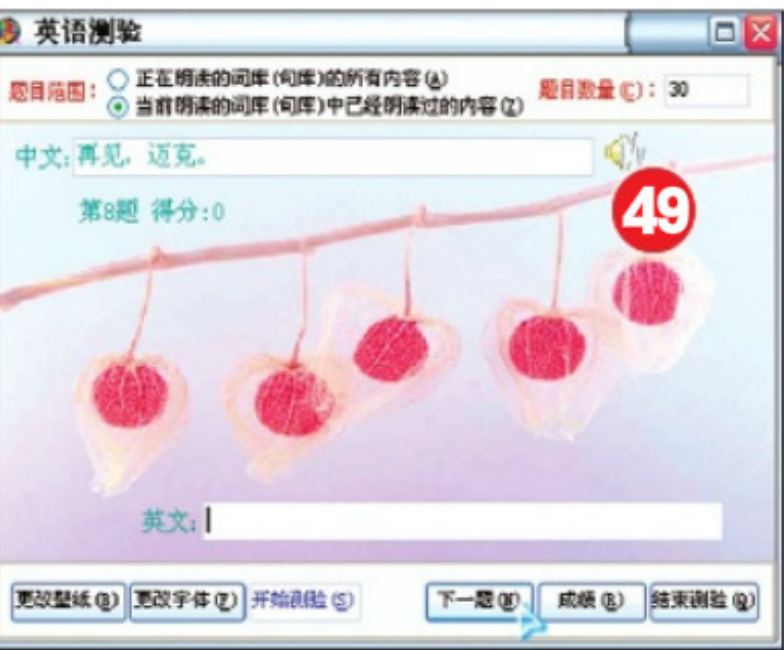 英语测验
题目范围： 正在朗读的词库(句库)的所有内容(A)
当前朗读的词库(句库)中已经朗读过的内容(Z)
题目数量(C)： 30
中文: 再见，迈克。
第8题 得分:0
49
英文:
更改壁纸(B) 更改字体(F) 开始测验(S) 下一题(N) 成绩(R) 结束测验(Q)